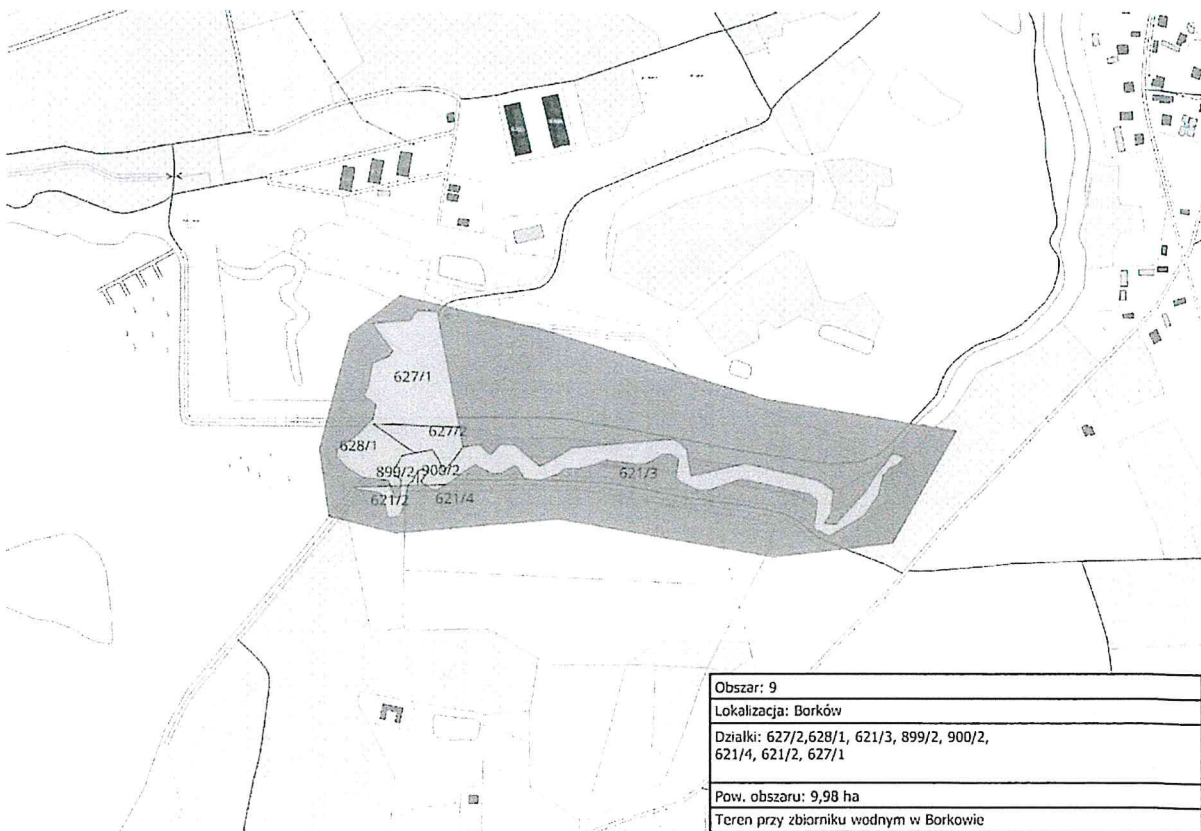 627/1
627/2
628/1
899/2
900/2
621/3
621/2
621/4
Obszar: 9
Lokalizacja: Borków
Działki: 627/2,628/1, 621/3, 899/2, 900/2,
621/4, 621/2, 627/1
Pow. obszaru: 9,98 ha
Teren przy zbiorniku wodnym w Borkowie